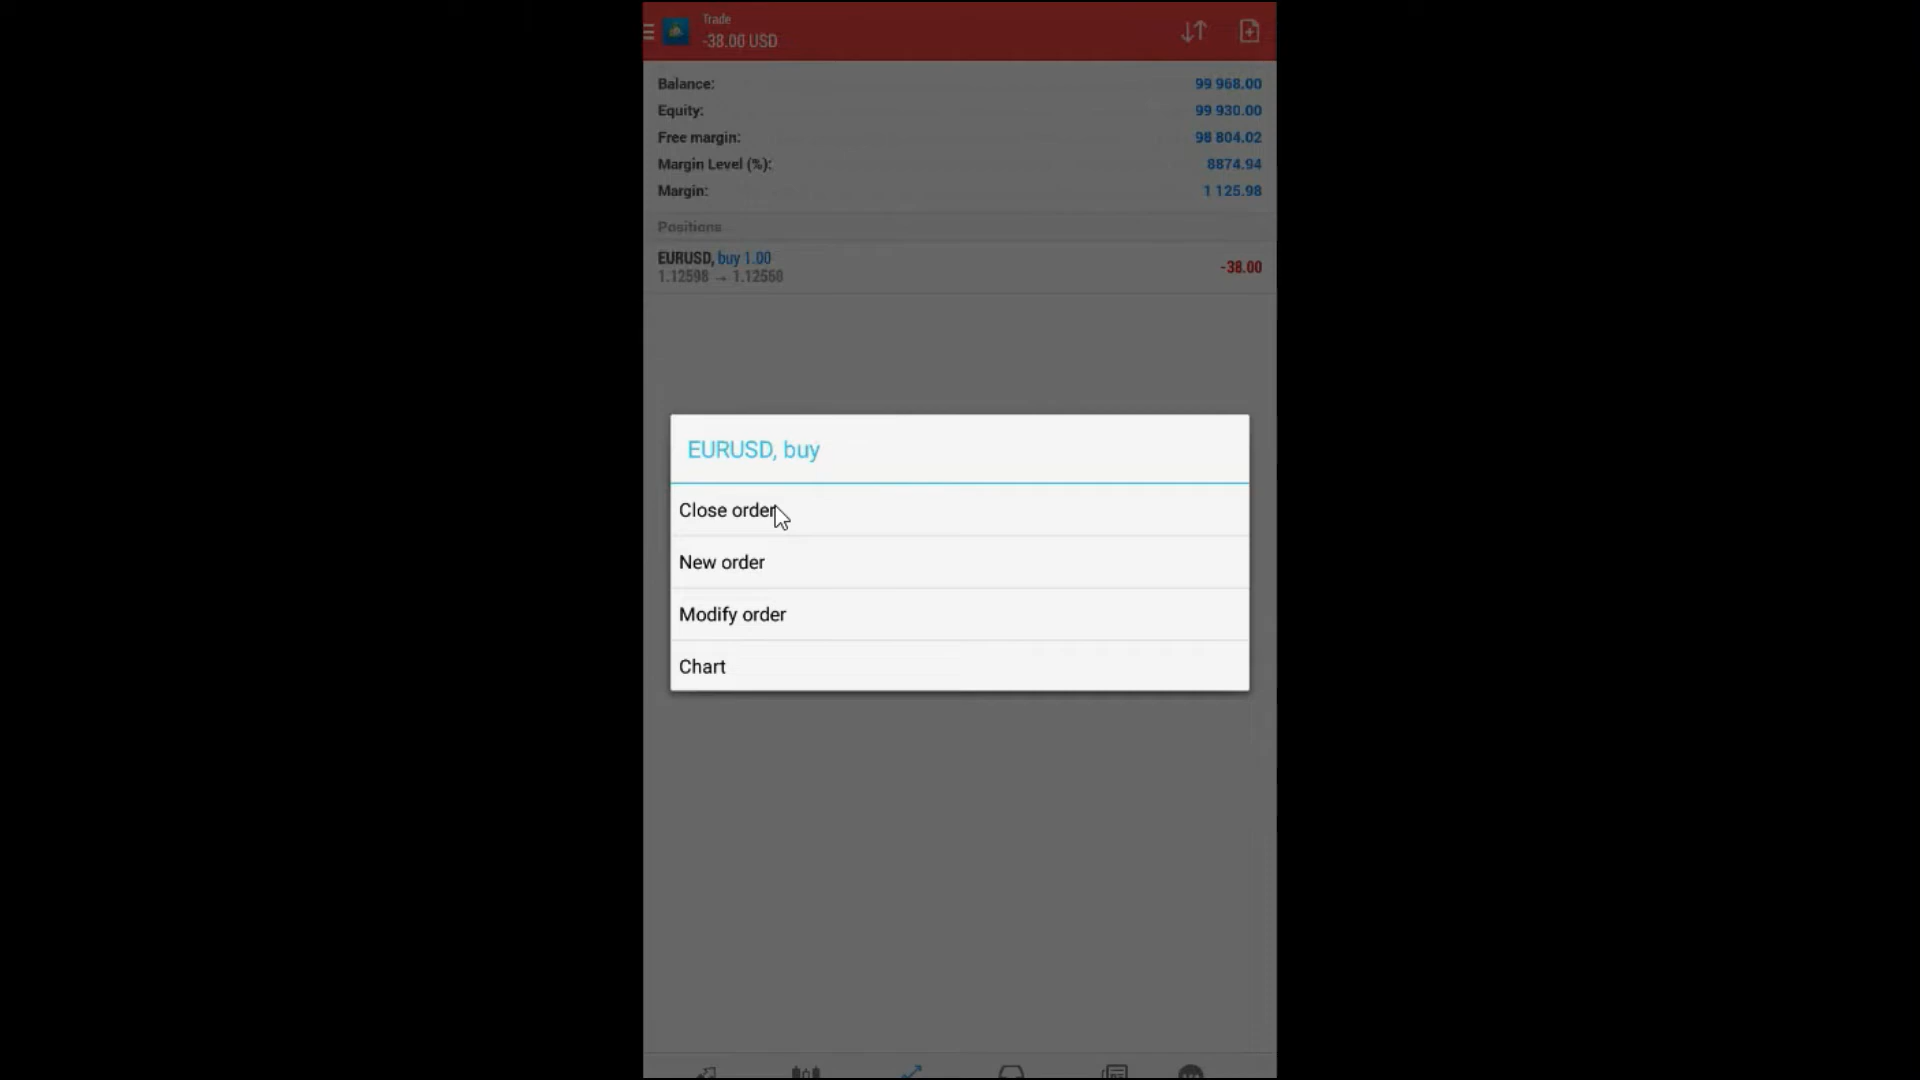 Trade
-38.00 USD
Balance: 99 968.00
Equity: 99 930.00
Free margin: 98 804.02
Margin Level (%): 8874.94
Margin: 1 125.98
Positions
EURUSD, buy 1.00
1.12598 → 1.12560
-38.00
EURUSD, buy
Close order
New order
Modify order
Chart